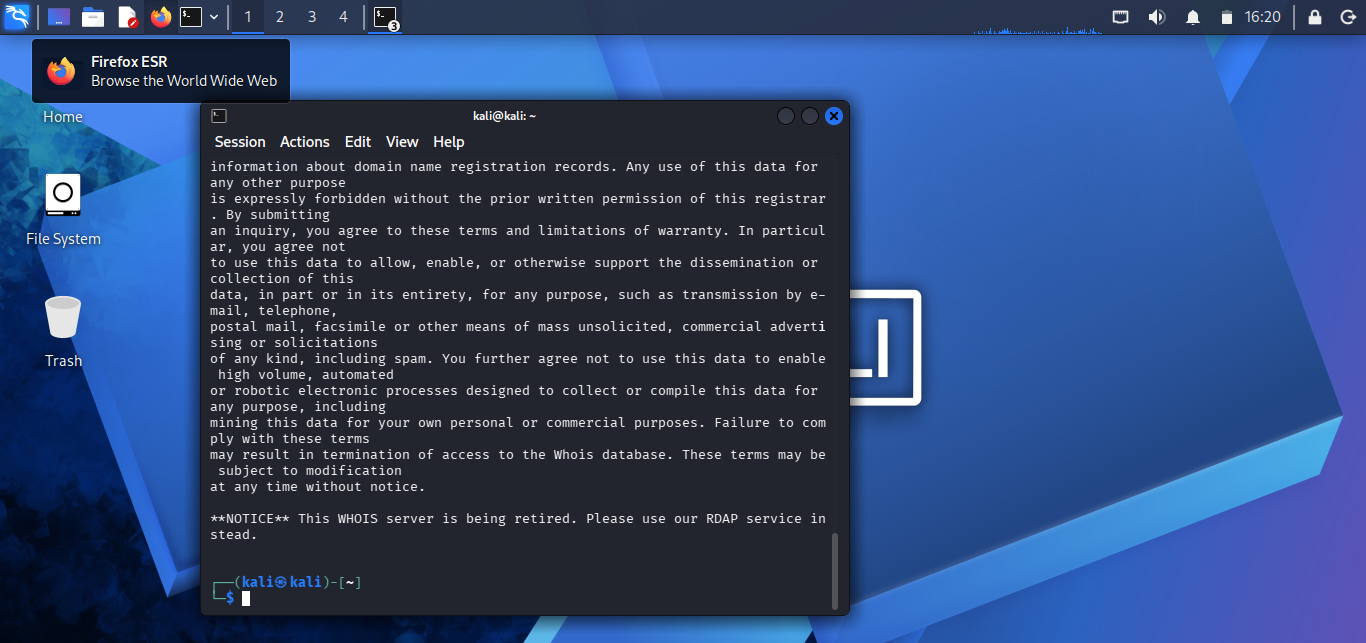 1 2 3 4 3 16:20
Firefox ESR
Browse the World Wide Web
Home
File System
Trash
kali@kali: ~
Session Actions Edit View Help
information about domain name registration records. Any use of this data for
any other purpose
is expressly forbidden without the prior written permission of this registrar
. By submitting
an inquiry, you agree to these terms and limitations of warranty. In particul
ar, you agree not
to use this data to allow, enable, or otherwise support the dissemination or
collection of this
data, in part or in its entirety, for any purpose, such as transmission by e-
mail, telephone,
postal mail, facsimile or other means of mass unsolicited, commercial adverti
sing or solicitations
of any kind, including spam. You further agree not to use this data to enable
 high volume, automated
or robotic electronic processes designed to collect or compile this data for
any purpose, including
mining this data for your own personal or commercial purposes. Failure to com
ply with these terms
may result in termination of access to the Whois database. These terms may be
 subject to modification
at any time without notice.
**NOTICE** This WHOIS server is being retired. Please use our RDAP service in
stead.
┌──(kali㉿kali)-[~]
└─$
LI